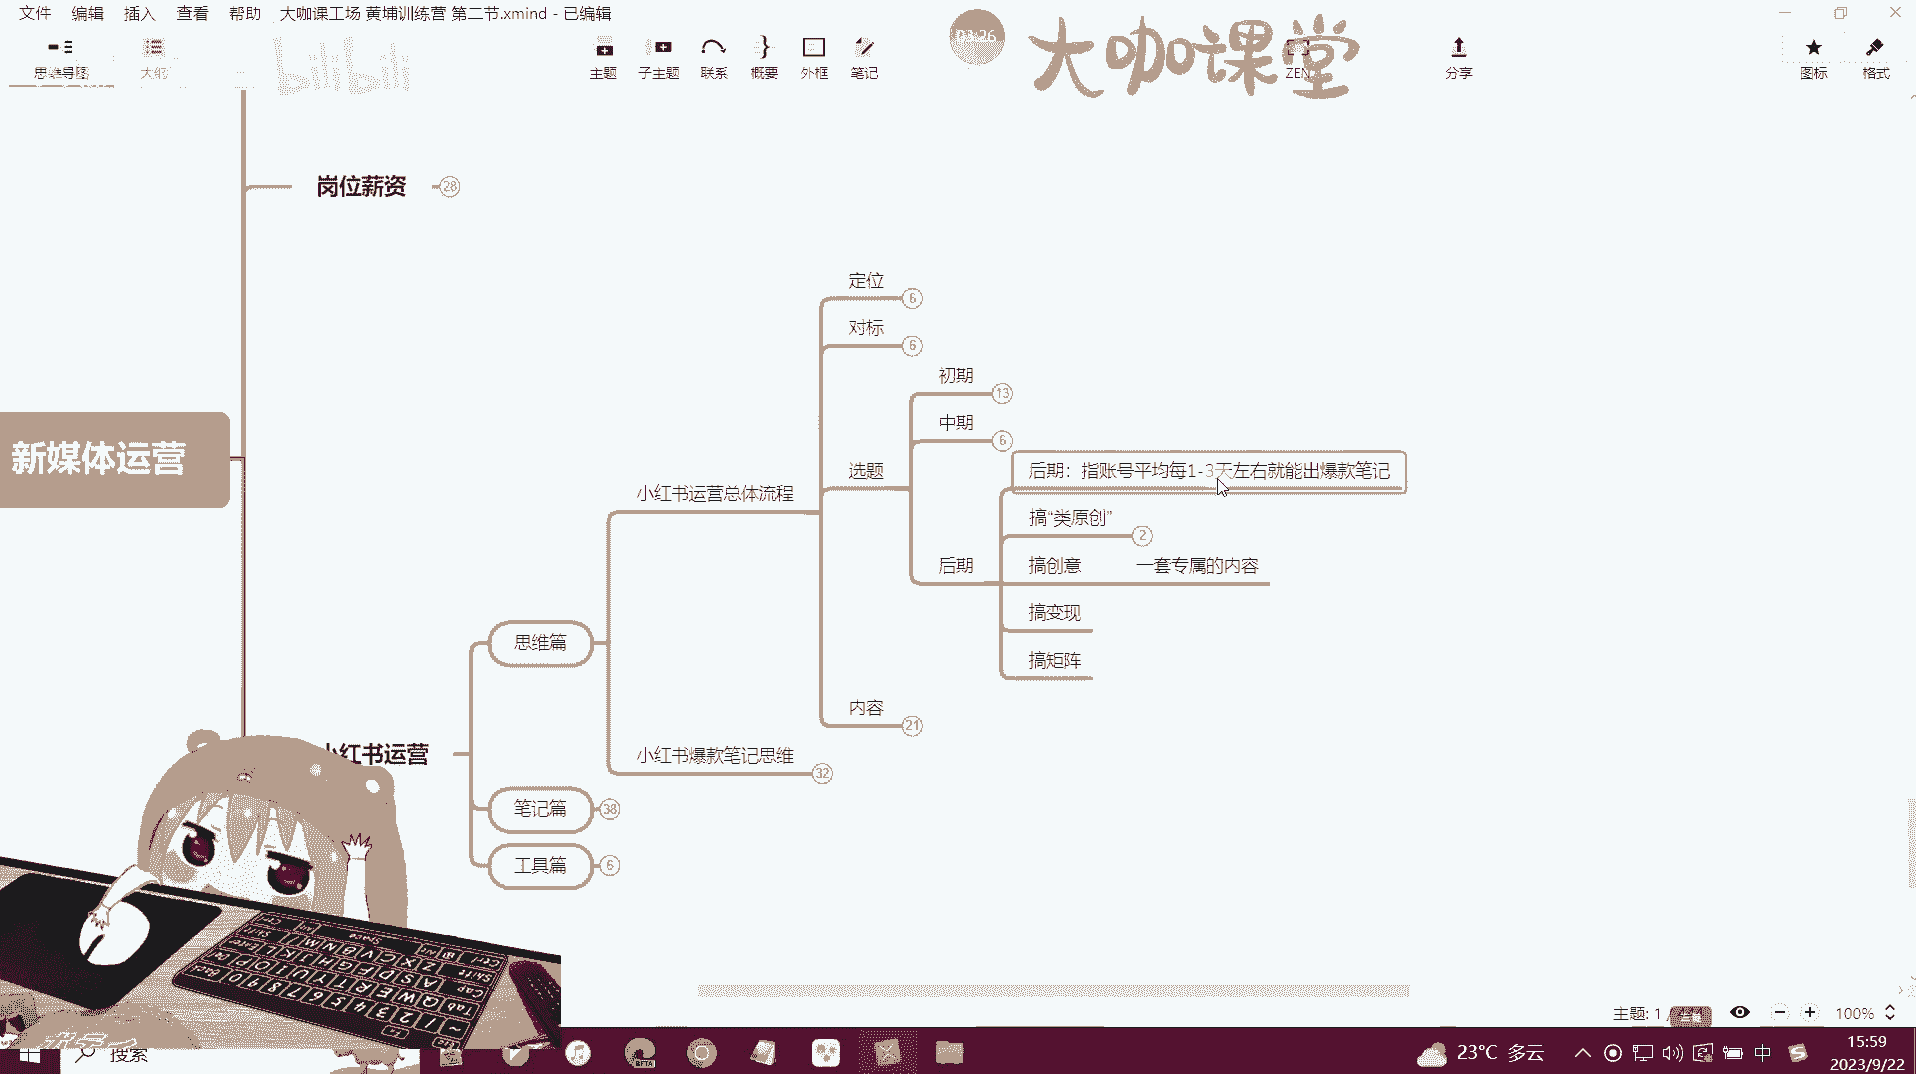 文件 编辑 插入 查看 帮助 大咖课工场 黄埔训练营 第二节.xmind - 已编辑
思维导图 大纲 主题 子主题 联系 概要 外框 笔记 ZEN 分享 图标 格式
bilibili
03:26
大咖课堂
岗位薪资 28
定位 6
对标 6
初期 13
中期 6
新媒体运营
选题
后期：指账号平均每1-3天左右就能出爆款笔记
小红书运营总体流程
搞“类原创” 2
后期
搞创意 一套专属的内容
搞变现
思维篇
搞矩阵
内容 21
小红书运营
小红书爆款笔记思维 32
笔记篇 38
工具篇 6
主题: 1 /
100%
搜索
23°C 多云
中
15:59
2023/9/22